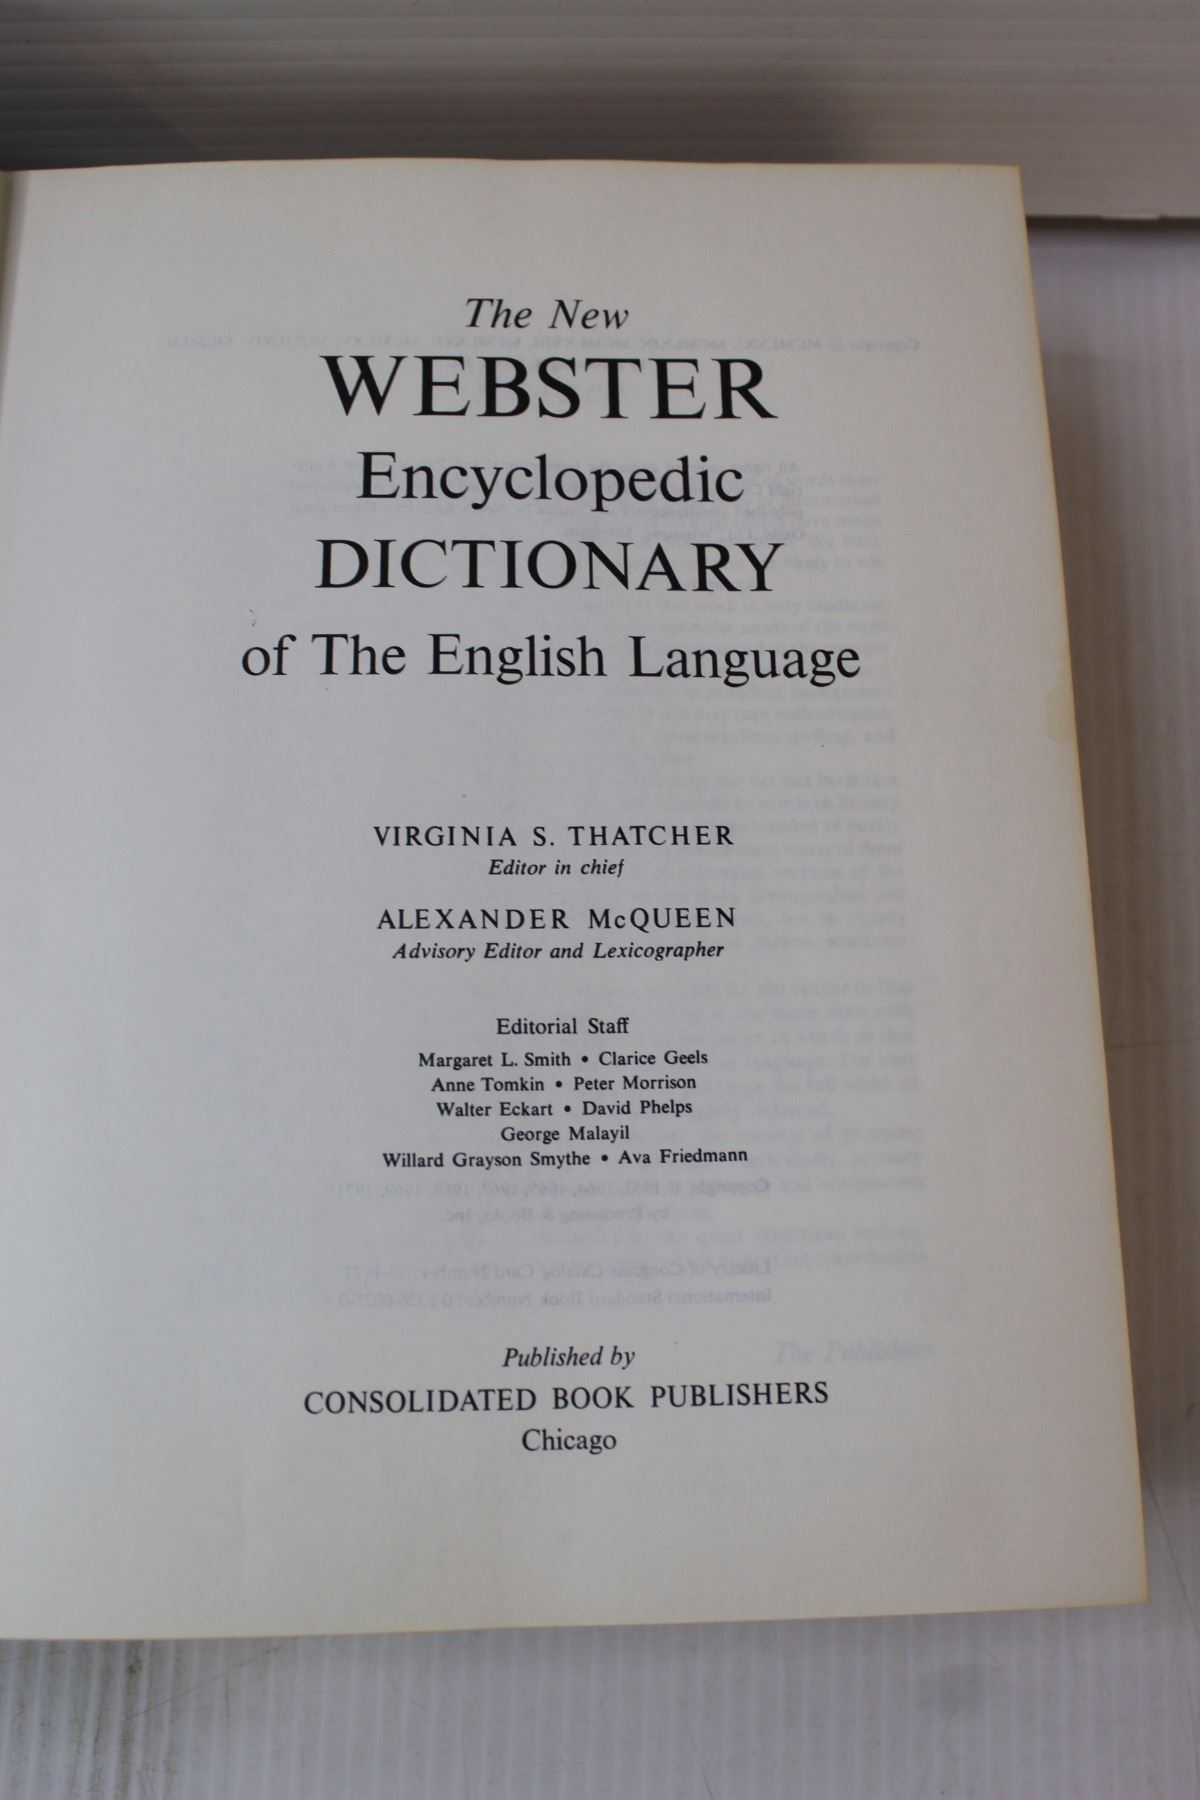 The New
WEBSTER
Encyclopedic
DICTIONARY
of The English Language
VIRGINIA S. THATCHER
Editor in chief
ALEXANDER McQUEEN
Advisory Editor and Lexicographer
Editorial Staff
Margaret L. Smith • Clarice Geels
Anne Tomkin • Peter Morrison
Walter Eckart • David Phelps
George Malayil
Willard Grayson Smythe • Ava Friedmann
Published by
CONSOLIDATED BOOK PUBLISHERS
Chicago